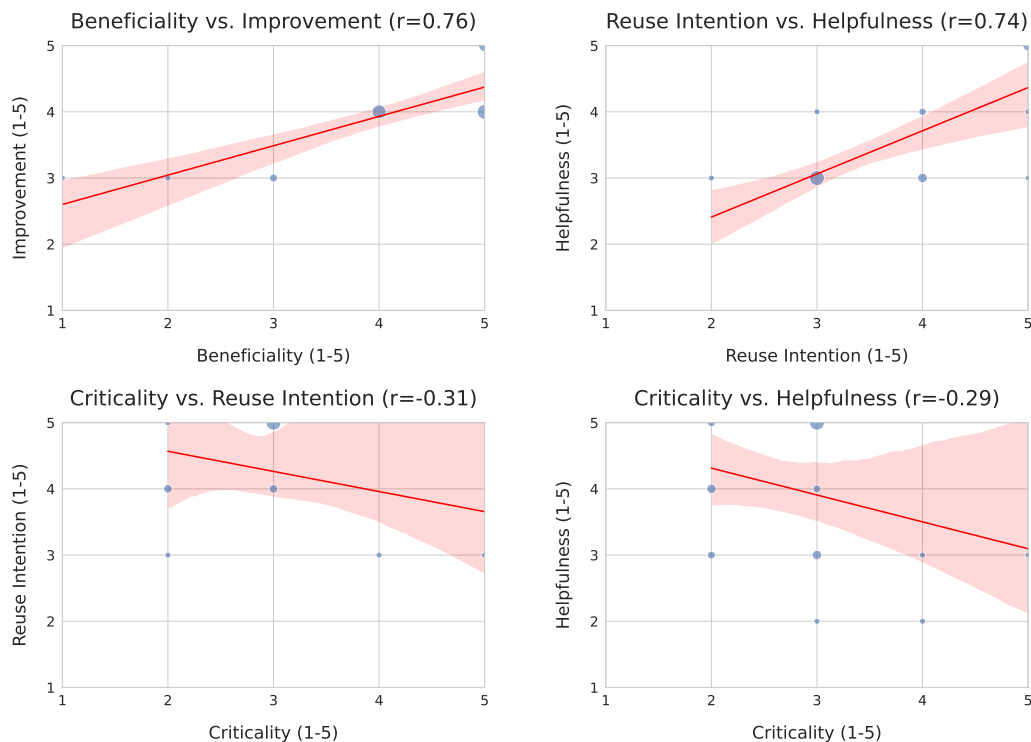 Beneficiality vs. Improvement (r=0.76)
5
4
3
2
1
Improvement (1-5)
1 2 3 4 5
Beneficiality (1-5)
Reuse Intention vs. Helpfulness (r=0.74)
5
4
3
2
1
Helpfulness (1-5)
1 2 3 4 5
Reuse Intention (1-5)
Criticality vs. Reuse Intention (r=-0.31)
5
4
3
2
1
Reuse Intention (1-5)
1 2 3 4 5
Criticality (1-5)
Criticality vs. Helpfulness (r=-0.29)
5
4
3
2
1
Helpfulness (1-5)
1 2 3 4 5
Criticality (1-5)